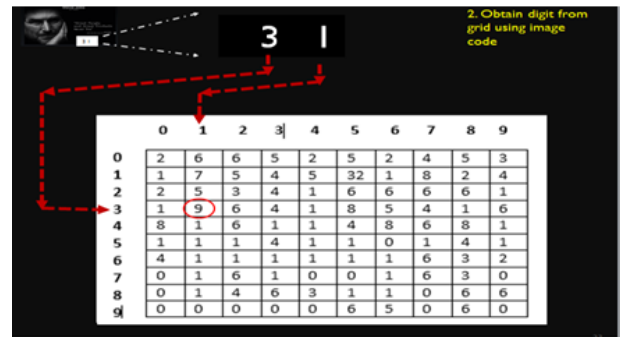 2. Obtain digit from
grid using image
code
3 1
0 1 2 3 4 5 6 7 8 9
0 2 6 6 5 2 5 2 4 5 3
1 1 7 5 4 5 32 1 8 2 4
2 2 5 3 4 1 6 6 6 6 1
3 1 9 6 4 1 8 5 4 1 6
4 8 1 6 1 1 4 8 6 8 1
5 1 1 1 4 1 1 0 1 4 1
6 4 1 1 1 1 1 1 6 3 2
7 0 1 6 1 0 0 1 6 3 0
8 0 1 4 6 3 1 1 0 6 6
9 0 0 0 0 0 6 5 0 6 0